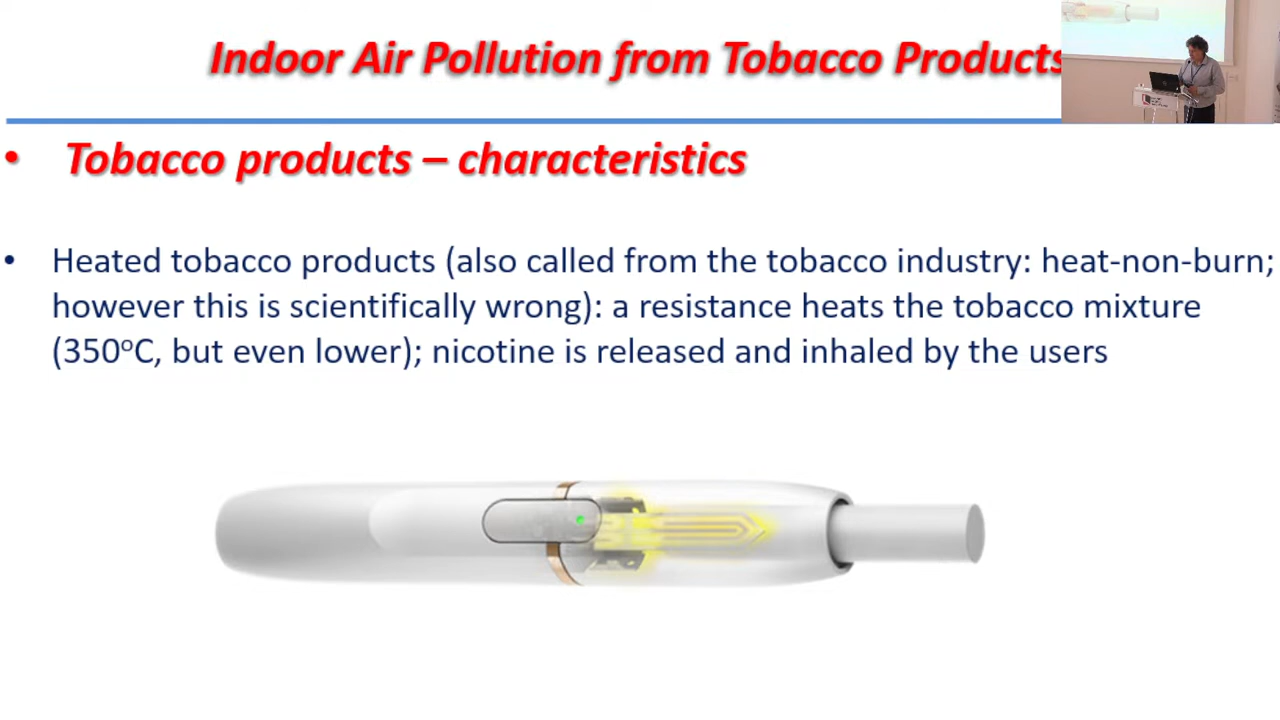 Indoor Air Pollution from Tobacco Products
• Tobacco products – characteristics
• Heated tobacco products (also called from the tobacco industry: heat-non-burn;
however this is scientifically wrong): a resistance heats the tobacco mixture
(350°C, but even lower); nicotine is released and inhaled by the users